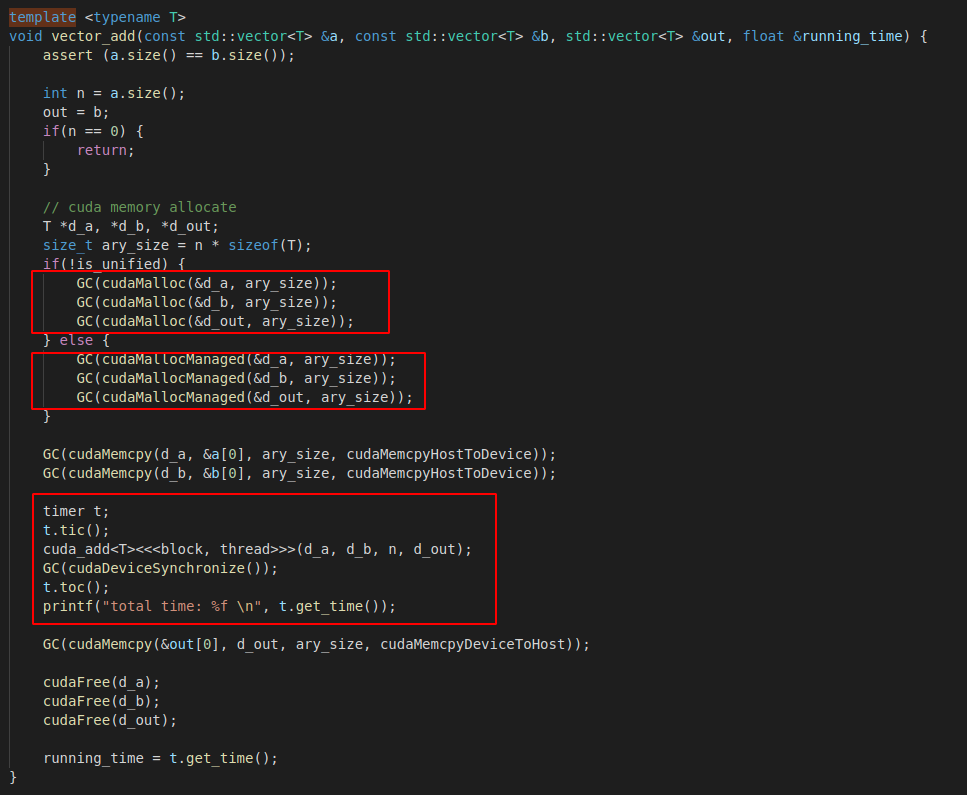 template <typename T>
void vector_add(const std::vector<T> &a, const std::vector<T> &b, std::vector<T> &out, float &running_time) {
    assert (a.size() == b.size());

    int n = a.size();
    out = b;
    if(n == 0) {
        return;
    }

    // cuda memory allocate
    T *d_a, *d_b, *d_out;
    size_t ary_size = n * sizeof(T);
    if(!is_unified) {
        GC(cudaMalloc(&d_a, ary_size));
        GC(cudaMalloc(&d_b, ary_size));
        GC(cudaMalloc(&d_out, ary_size));
    } else {
        GC(cudaMallocManaged(&d_a, ary_size));
        GC(cudaMallocManaged(&d_b, ary_size));
        GC(cudaMallocManaged(&d_out, ary_size));
    }

    GC(cudaMemcpy(d_a, &a[0], ary_size, cudaMemcpyHostToDevice));
    GC(cudaMemcpy(d_b, &b[0], ary_size, cudaMemcpyHostToDevice));

    timer t;
    t.tic();
    cuda_add<T><<<block, thread>>>(d_a, d_b, n, d_out);
    GC(cudaDeviceSynchronize());
    t.toc();
    printf("total time: %f \n", t.get_time());

    GC(cudaMemcpy(&out[0], d_out, ary_size, cudaMemcpyDeviceToHost));

    cudaFree(d_a);
    cudaFree(d_b);
    cudaFree(d_out);

    running_time = t.get_time();
}